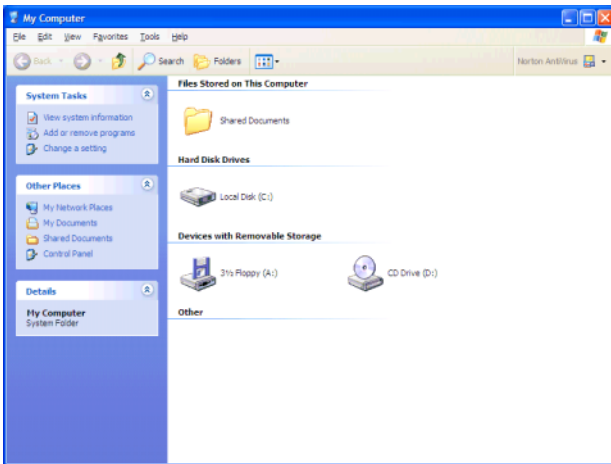 My Computer
File Edit View Favorites Tools Help
Back Search Folders Norton AntiVirus
System Tasks
View system information
Add or remove programs
Change a setting
Other Places
My Network Places
My Documents
Shared Documents
Control Panel
Details
My Computer
System Folder
Files Stored on This Computer
Shared Documents
Hard Disk Drives
Local Disk (C:)
Devices with Removable Storage
3½ Floppy (A:) CD Drive (D:)
Other